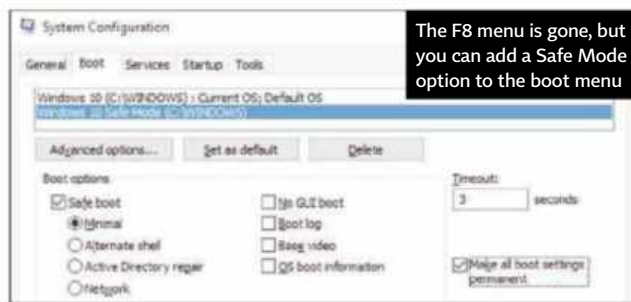 System Configuration
The F8 menu is gone, but
you can add a Safe Mode
option to the boot menu
General Boot Services Startup Tools
Windows 10 (C:\WINDOWS) : Current OS; Default OS
Windows 10 Safe Mode (C:\WINDOWS)
Advanced options... Set as default Delete
Boot options
Timeout:
Safe boot No GUI boot 3 seconds
Minimal Boot log
Alternate shell Base video
Active Directory repair OS boot information Make all boot settings
permanent
Network